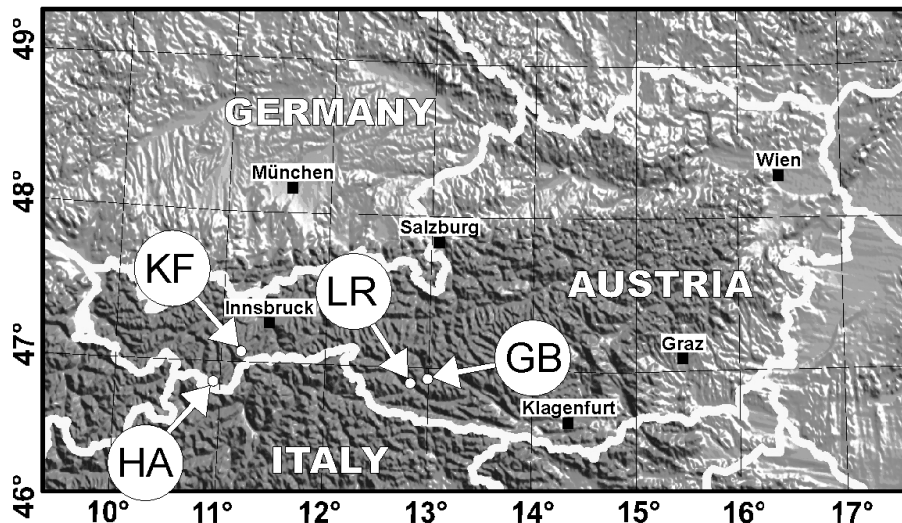 49°
GERMANY
München
Wien
48°
Salzburg
KF
LR
AUSTRIA
Innsbruck
47°
GB
Graz
Klagenfurt
HA
ITALY
46°
10° 11° 12° 13° 14° 15° 16° 17°